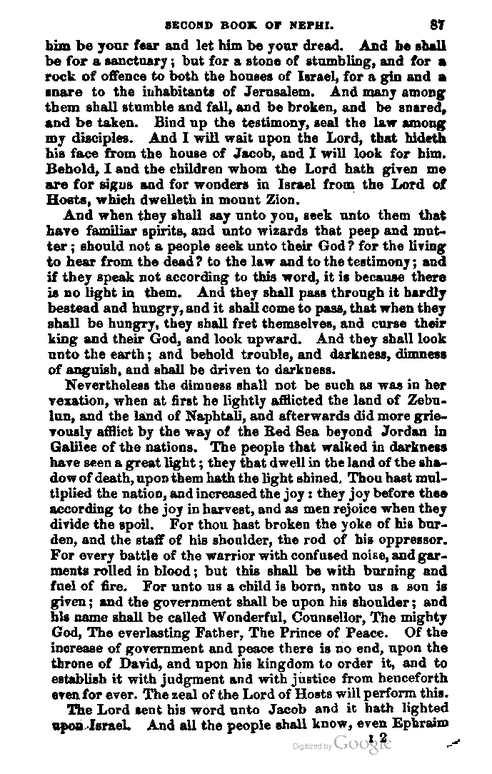 SECOND BOOK OF NEPHI. 87
him be your fear and let him be your dread. And he shall
be for a sanctuary; but for a stone of stumbling, and for a
rock of offence to both the houses of Israel, for a gin and a
snare to the inhabitants of Jerusalem. And many among
them shall stumble and fall, and be broken, and be snared,
and be taken. Bind up the testimony, seal the law among
my disciples. And I will wait upon the Lord, that hideth
his face from the house of Jacob, and I will look for him.
Behold, I and the children whom the Lord hath given me
are for signs and for wonders in Israel from the Lord of
Hosts, which dwelleth in mount Zion.
And when they shall say unto you, seek unto them that
have familiar spirits, and unto wizards that peep and mut-
ter; should not a people seek unto their God? for the living
to hear from the dead? to the law and to the testimony; and
if they speak not according to this word, it is because there
is no light in them. And they shall pass through it hardly
bestead and hungry, and it shall come to pass, that when they
shall be hungry, they shall fret themselves, and curse their
king and their God, and look upward. And they shall look
unto the earth; and behold trouble, and darkness, dimness
of anguish, and shall be driven to darkness.
Nevertheless the dimness shall not be such as was in her
vexation, when at first he lightly afflicted the land of Zebu-
lun, and the land of Naphtali, and afterwards did more grie-
vously afflict by the way of the Red Sea beyond Jordan in
Galilee of the nations. The people that walked in darkness
have seen a great light; they that dwell in the land of the sha-
dow of death, upon them hath the light shined. Thou hast mul-
tiplied the nation, and increased the joy: they joy before thee
according to the joy in harvest, and as men rejoice when they
divide the spoil. For thou hast broken the yoke of his bur-
den, and the staff of his shoulder, the rod of his oppressor.
For every battle of the warrior with confused noise, and gar-
ments rolled in blood; but this shall be with burning and
fuel of fire. For unto us a child is born, unto us a son is
given; and the government shall be upon his shoulder; and
his name shall be called Wonderful, Counsellor, The mighty
God, The everlasting Father, The Prince of Peace. Of the
increase of government and peace there is no end, upon the
throne of David, and upon his kingdom to order it, and to
establish it with judgment and with justice from henceforth
even for ever. The zeal of the Lord of Hosts will perform this.
The Lord sent his word unto Jacob and it hath lighted
upon Israel. And all the people shall know, even Ephraim
I 2
Digitized by Google